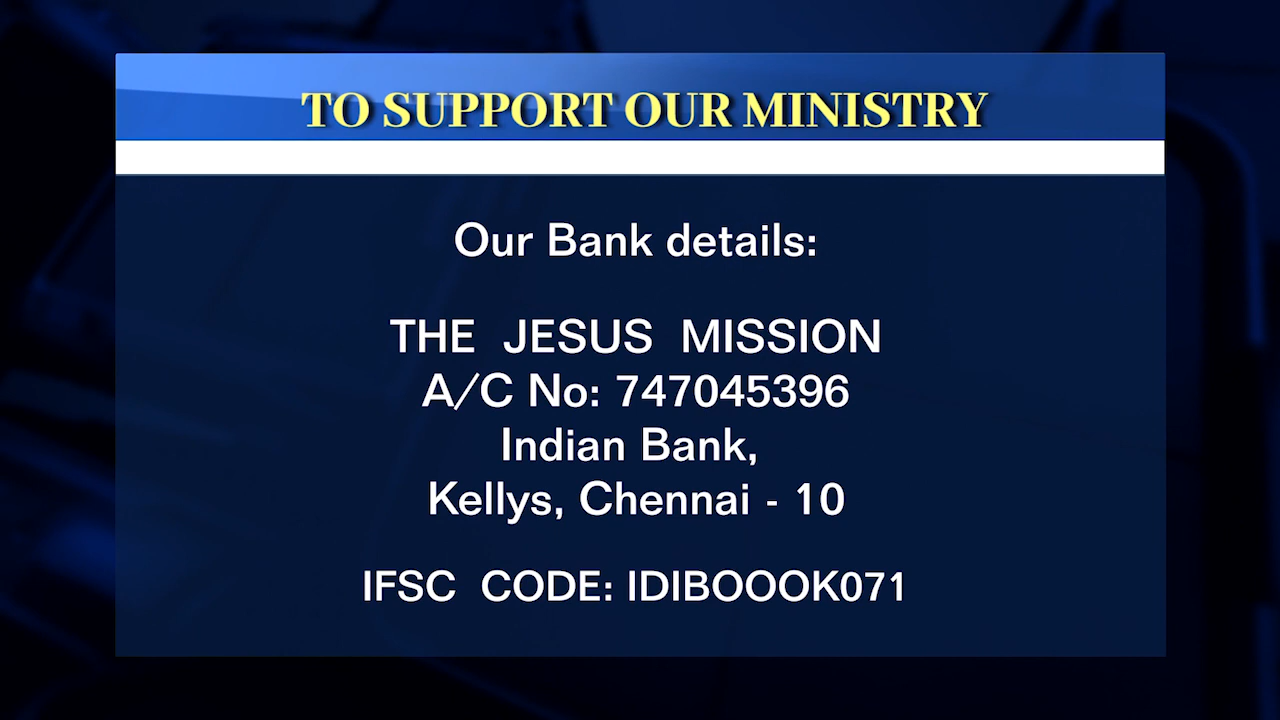 TO SUPPORT OUR MINISTRY
Our Bank details:
THE JESUS MISSION
A/C No: 747045396
Indian Bank,
Kellys, Chennai - 10
IFSC CODE: IDIBOOOK071